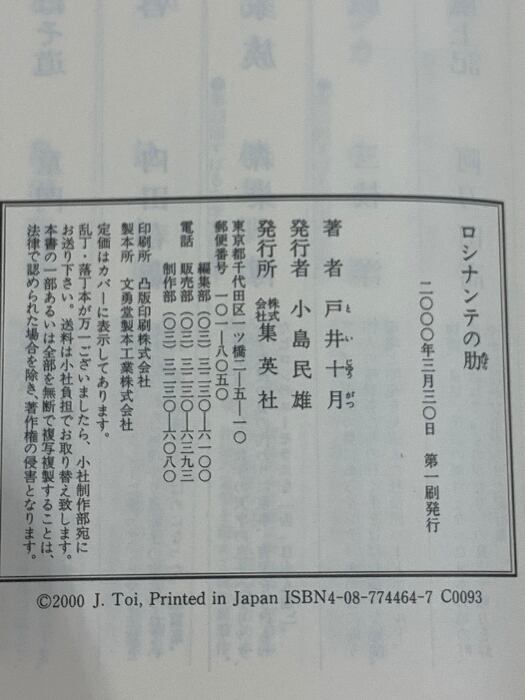 ロシナンテの肋
二〇〇〇年三月三〇日　第一刷発行
著者　戸井十月
発行者　小島民雄
発行所　株式会社 集英社
東京都千代田区一ツ橋二―五―一〇
郵便番号　一〇一―八〇五〇
編集部（〇三）三二三〇―六一〇〇
電話　販売部（〇三）三二三〇―六三九三
制作部（〇三）三二三〇―六〇八〇
印刷所　凸版印刷株式会社
製本所　文勇堂製本工業株式会社
定価はカバーに表示してあります。
乱丁・落丁本が万一ございましたら、小社制作部宛に
お送り下さい。送料は小社負担でお取り替え致します。
本書の一部あるいは全部を無断で複写複製することは、
法律で認められた場合を除き、著作権の侵害となります。
©2000 J. Toi, Printed in Japan ISBN4-08-774464-7 C0093